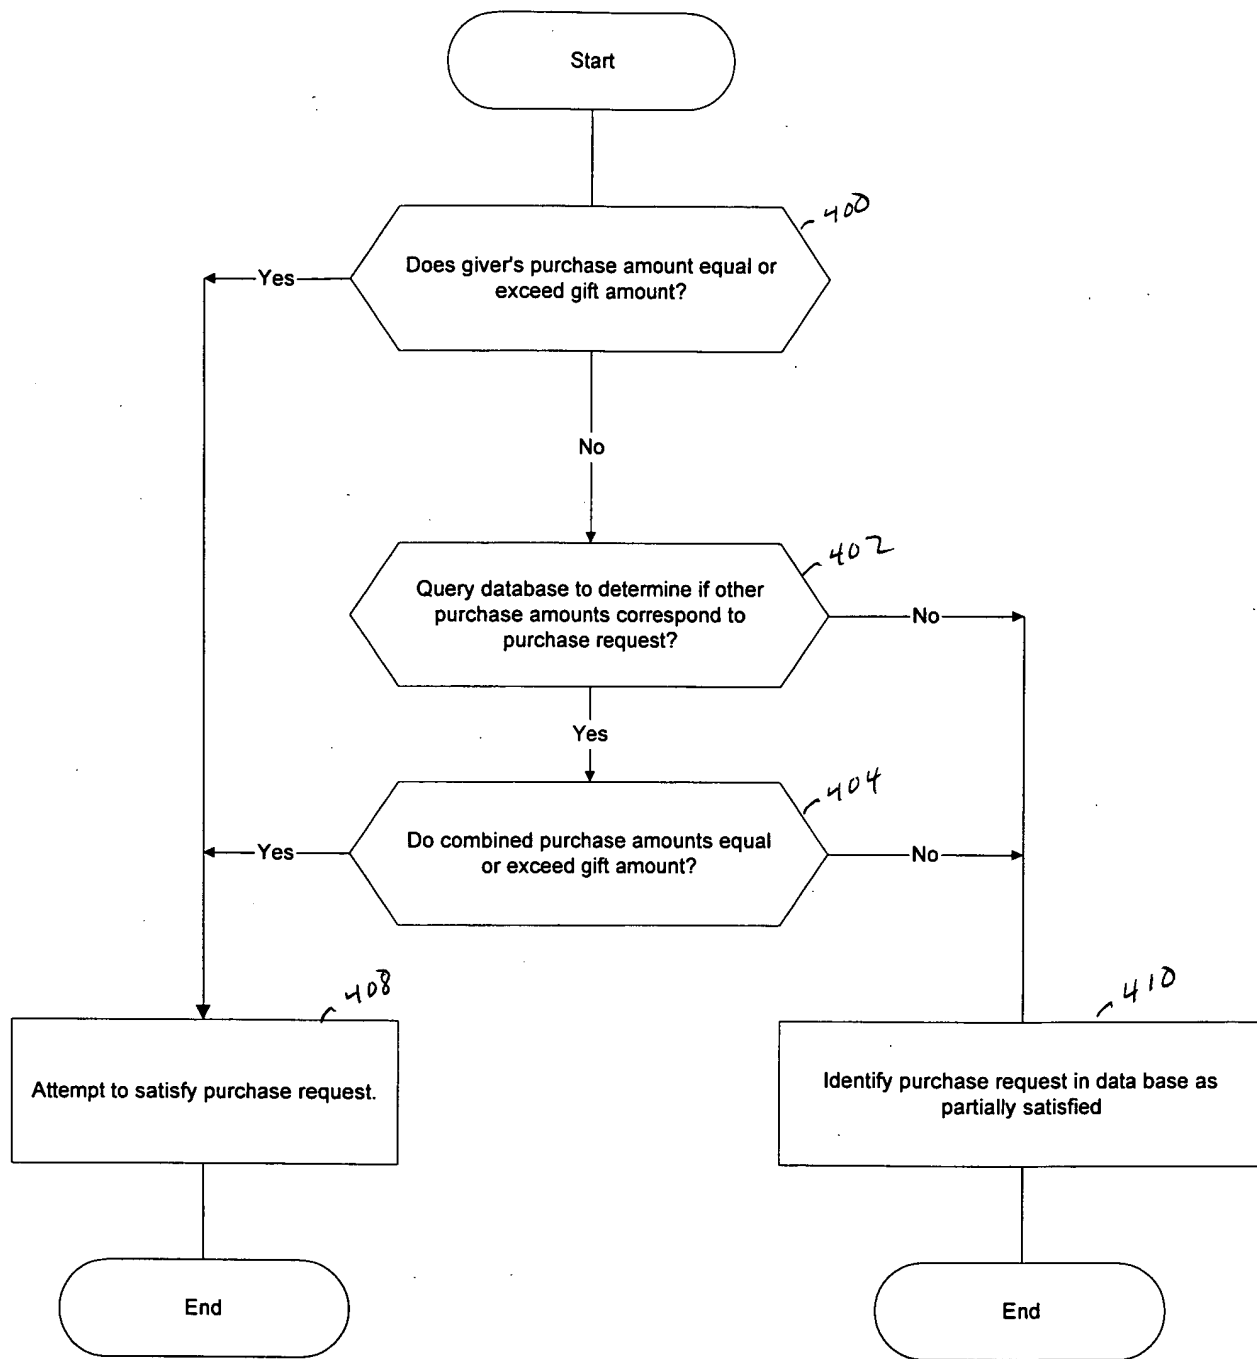 Start
400
Does giver's purchase amount equal or
exceed gift amount?
Yes
No
402
Query database to determine if other
purchase amounts correspond to
purchase request?
No
Yes
404
Do combined purchase amounts equal
or exceed gift amount?
Yes
No
408
Attempt to satisfy purchase request.
410
Identify purchase request in data base as
partially satisfied
End
End